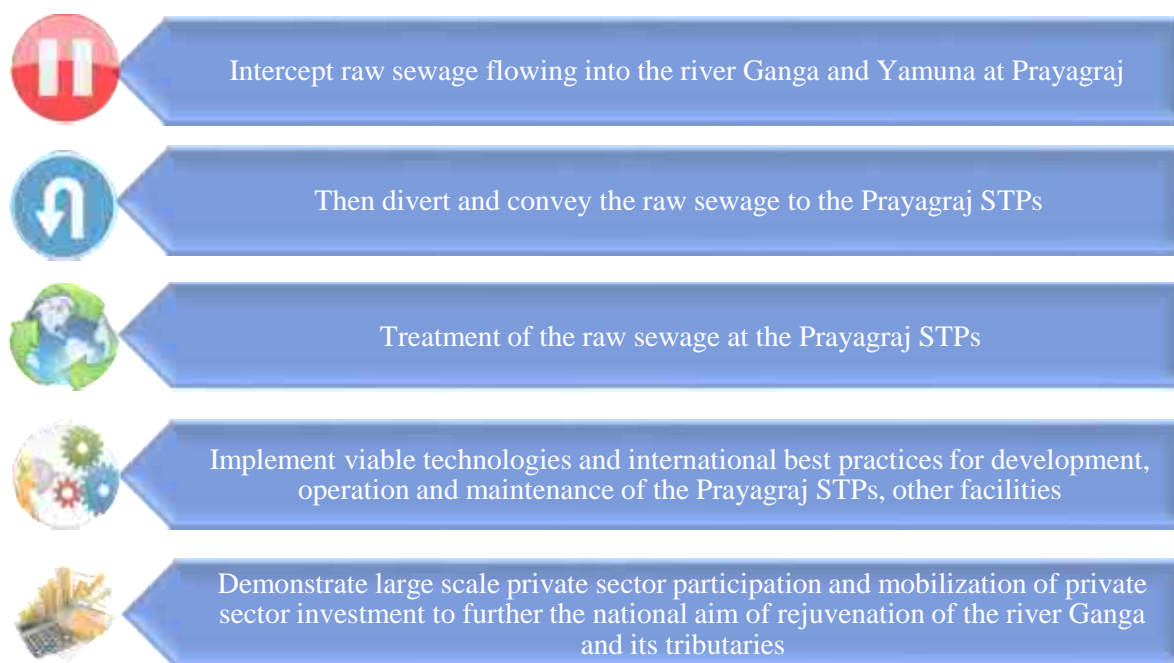 Intercept raw sewage flowing into the river Ganga and Yamuna at Prayagraj
Then divert and convey the raw sewage to the Prayagraj STPs
Treatment of the raw sewage at the Prayagraj STPs
Implement viable technologies and international best practices for development,
operation and maintenance of the Prayagraj STPs, other facilities
Demonstrate large scale private sector participation and mobilization of private
sector investment to further the national aim of rejuvenation of the river Ganga
and its tributaries